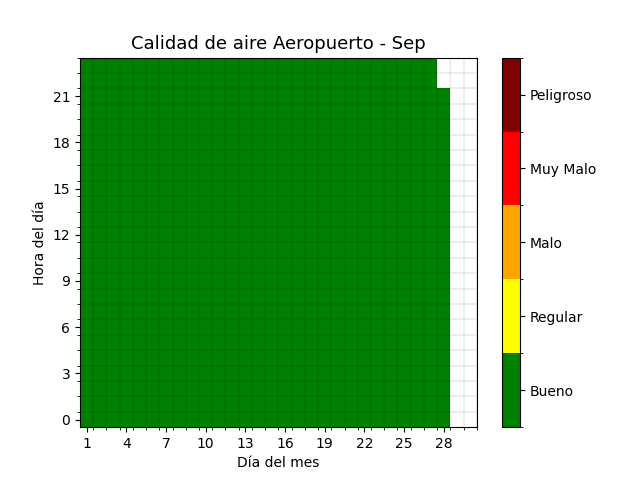 Calidad de aire Aeropuerto - Sep
Hora del día
21
18
15
12
9
6
3
0
1 4 7 10 13 16 19 22 25 28
Día del mes
Peligroso
Muy Malo
Malo
Regular
Bueno